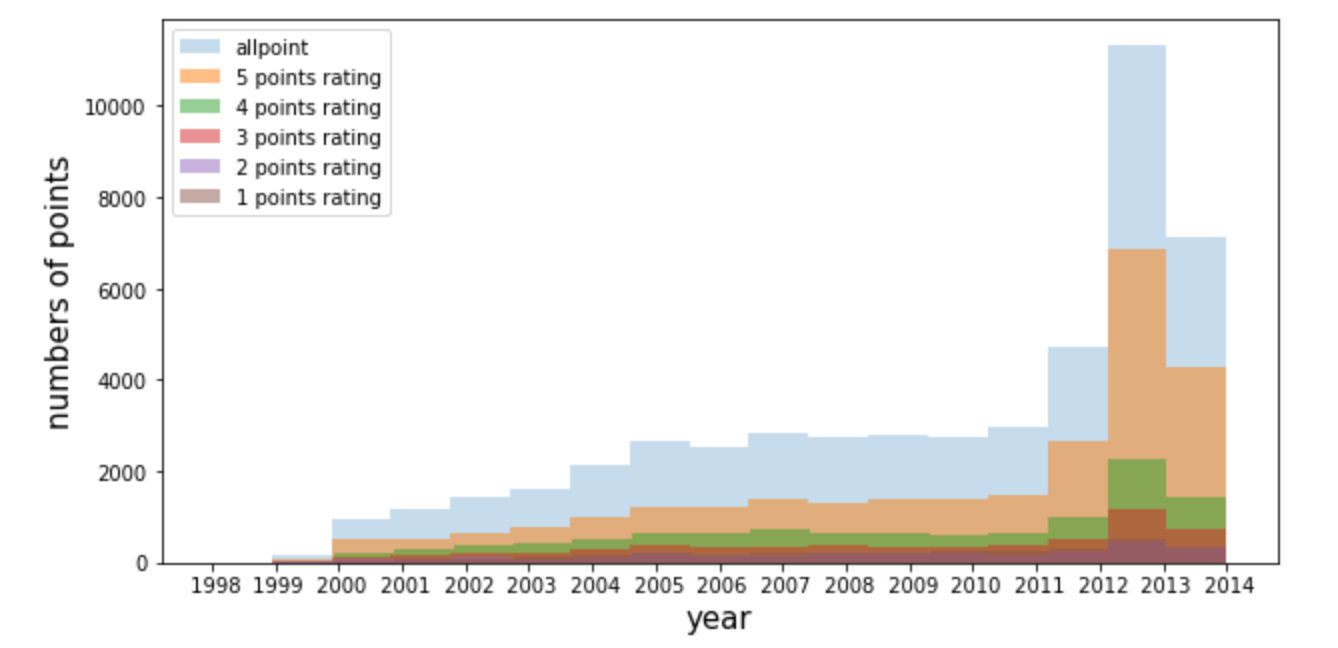 allpoint
5 points rating
4 points rating
3 points rating
2 points rating
1 points rating
numbers of points
10000
8000
6000
4000
2000
0
1998 1999 2000 2001 2002 2003 2004 2005 2006 2007 2008 2009 2010 2011 2012 2013 2014
year